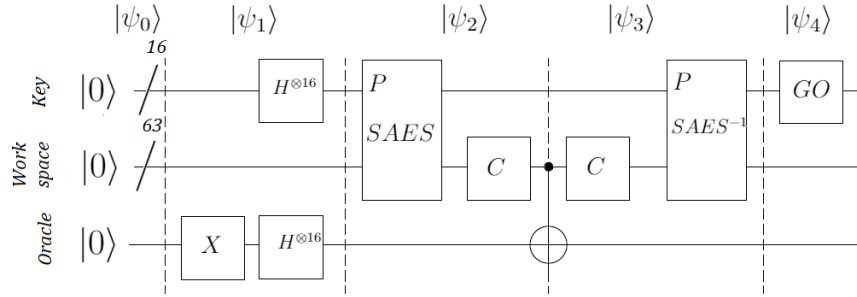 |ψ₀⟩ |ψ₁⟩ |ψ₂⟩ |ψ₃⟩ |ψ₄⟩
16
Key |0⟩ H⊗16 P SAES P SAES⁻¹ GO
63
Work space |0⟩ C C
Oracle |0⟩ X H⊗16